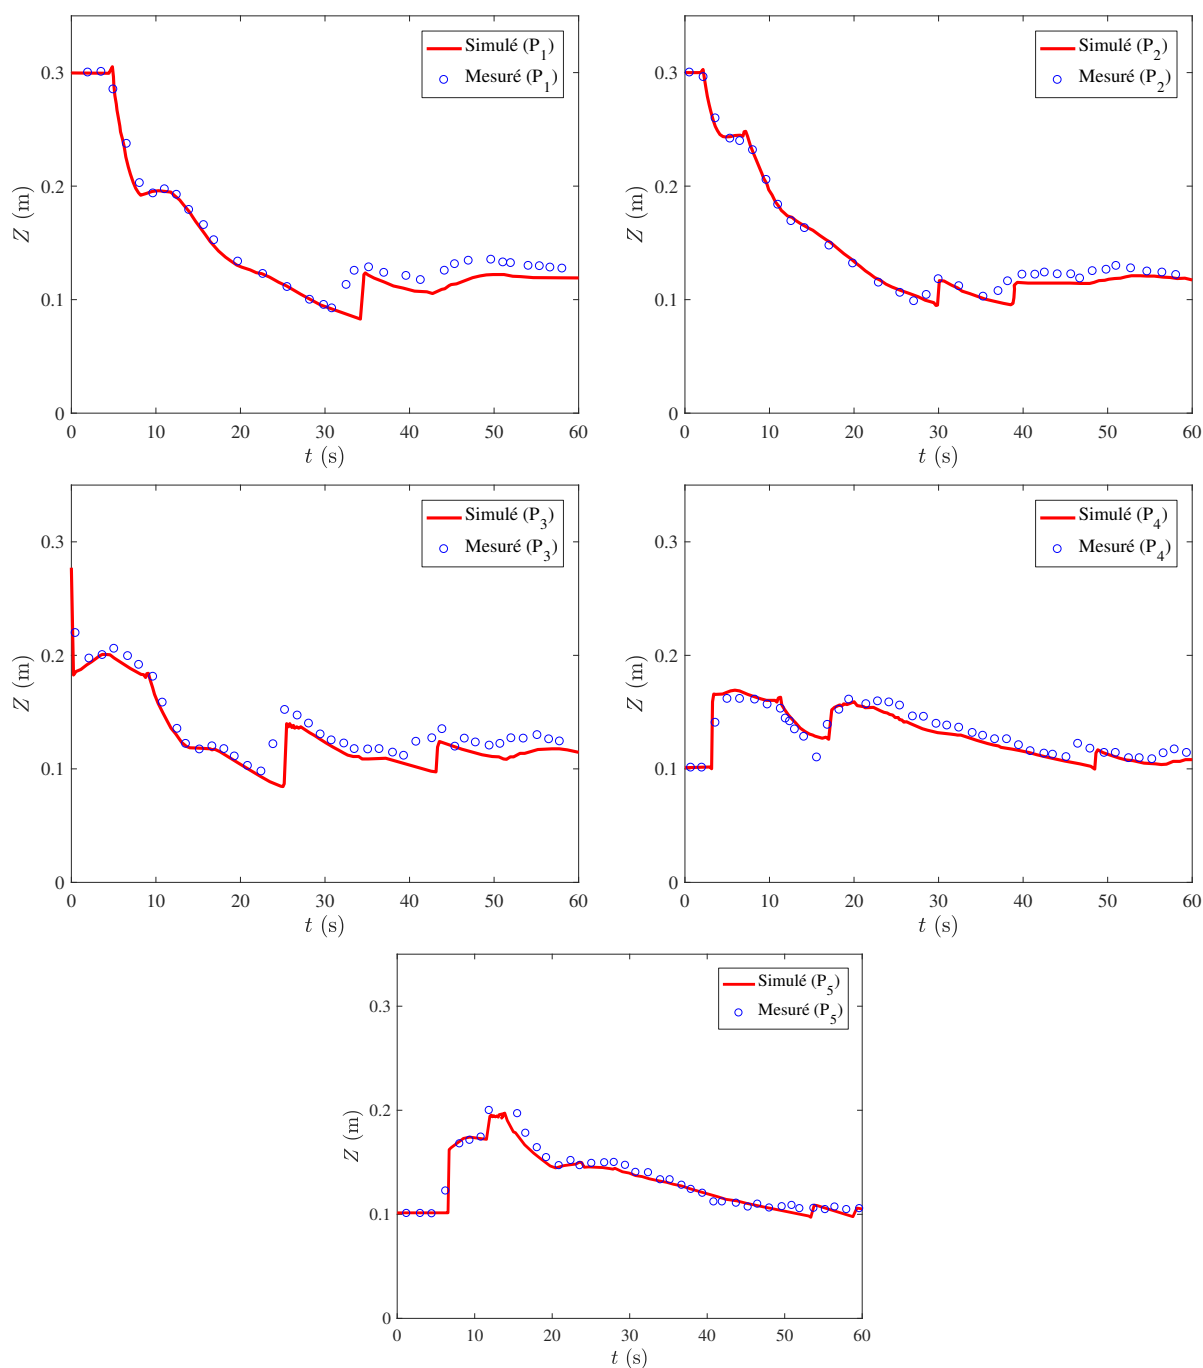 Simulé (P1)
Mesuré (P1)
Z (m)
0.3
0.2
0.1
0
0 10 20 30 40 50 60
t (s)
Simulé (P2)
Mesuré (P2)
Z (m)
0.3
0.2
0.1
0
0 10 20 30 40 50 60
t (s)
Simulé (P3)
Mesuré (P3)
Z (m)
0.3
0.2
0.1
0
0 10 20 30 40 50 60
t (s)
Simulé (P4)
Mesuré (P4)
Z (m)
0.3
0.2
0.1
0
0 10 20 30 40 50 60
t (s)
Simulé (P5)
Mesuré (P5)
Z (m)
0.3
0.2
0.1
0
0 10 20 30 40 50 60
t (s)